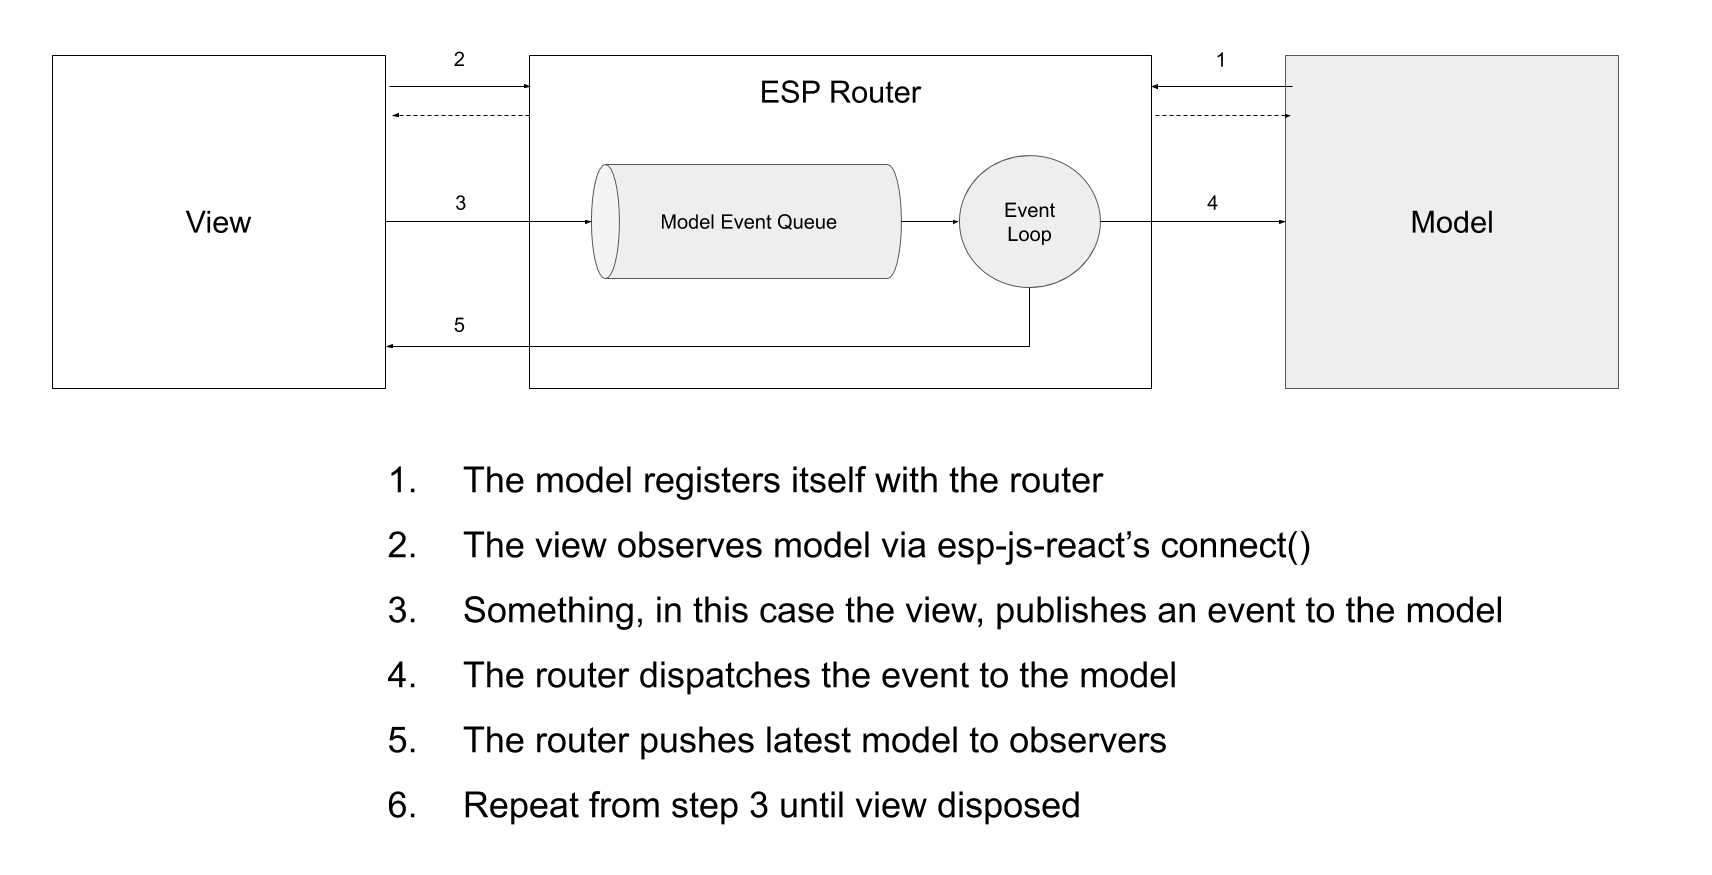 2
1
ESP Router
View
3
Model Event Queue
Event
Loop
4
Model
5
1. The model registers itself with the router
2. The view observes model via esp-js-react’s connect()
3. Something, in this case the view, publishes an event to the model
4. The router dispatches the event to the model
5. The router pushes latest model to observers
6. Repeat from step 3 until view disposed